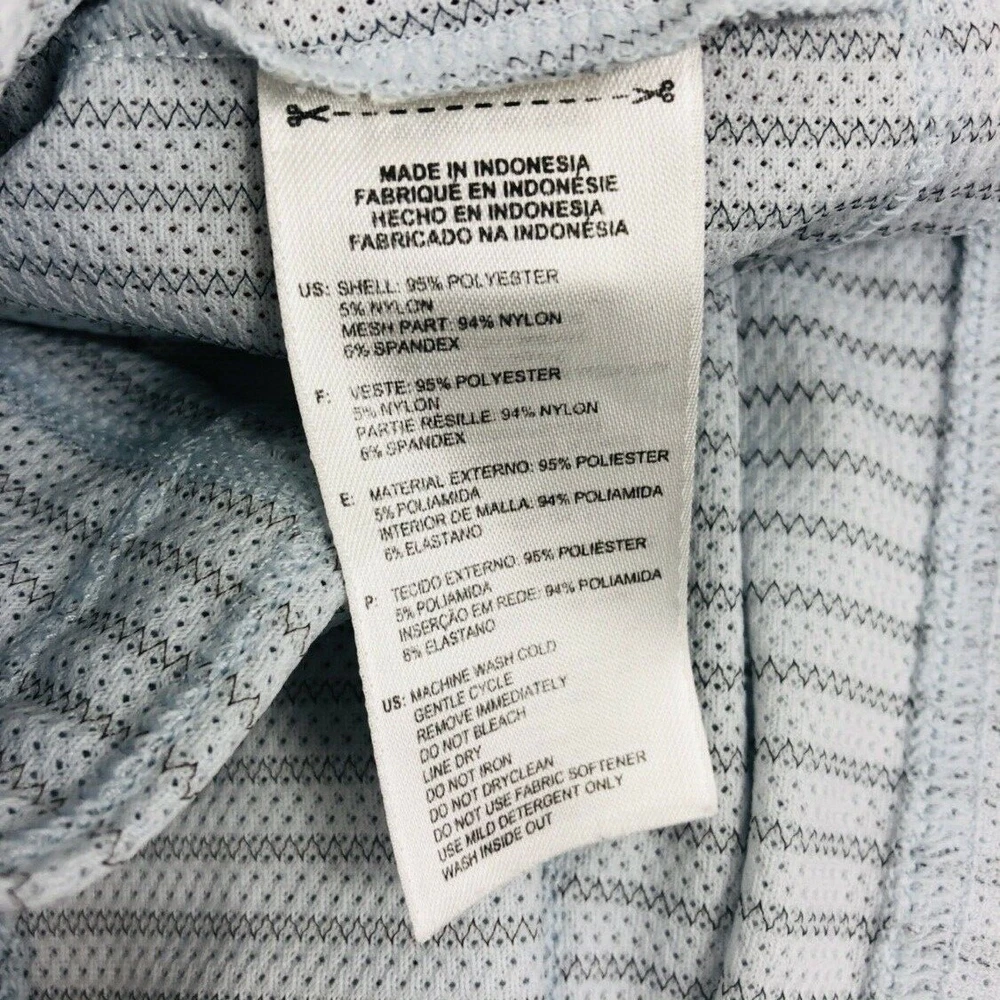 MADE IN INDONESIA
FABRIQUÉ EN INDONÉSIE
HECHO EN INDONESIA
FABRICADO NA INDONÉSIA
US: SHELL: 95% POLYESTER
5% NYLON
MESH PART: 94% NYLON
6% SPANDEX
F: VESTE: 95% POLYESTER
5% NYLON
PARTIE RÉSILLE: 94% NYLON
6% SPANDEX
E: MATERIAL EXTERNO: 95% POLIESTER
5% POLIAMIDA
INTERIOR DE MALLA: 94% POLIAMIDA
6% ELASTANO
P: TECIDO EXTERNO: 95% POLIÉSTER
5% POLIAMIDA
INSERÇÃO EM REDE: 94% POLIAMIDA
6% ELASTANO
US: MACHINE WASH COLD
GENTLE CYCLE
REMOVE IMMEDIATELY
DO NOT BLEACH
LINE DRY
DO NOT IRON
DO NOT DRYCLEAN
DO NOT USE FABRIC SOFTENER
USE MILD DETERGENT ONLY
WASH INSIDE OUT